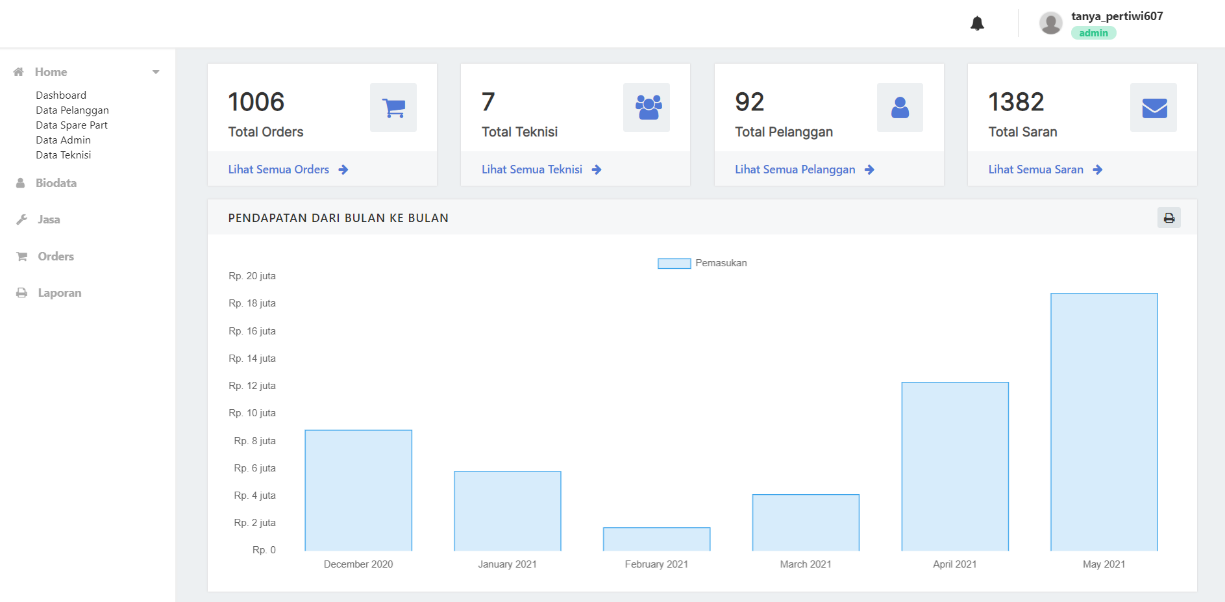 tanya_pertiwi607
admin
Home
Dashboard
Data Pelanggan
Data Spare Part
Data Admin
Data Teknisi
Biodata
Jasa
Orders
Laporan
1006
Total Orders
Lihat Semua Orders
7
Total Teknisi
Lihat Semua Teknisi
92
Total Pelanggan
Lihat Semua Pelanggan
1382
Total Saran
Lihat Semua Saran
PENDAPATAN DARI BULAN KE BULAN
Pemasukan
Rp. 20 juta
Rp. 18 juta
Rp. 16 juta
Rp. 14 juta
Rp. 12 juta
Rp. 10 juta
Rp. 8 juta
Rp. 6 juta
Rp. 4 juta
Rp. 2 juta
Rp. 0
December 2020
January 2021
February 2021
March 2021
April 2021
May 2021